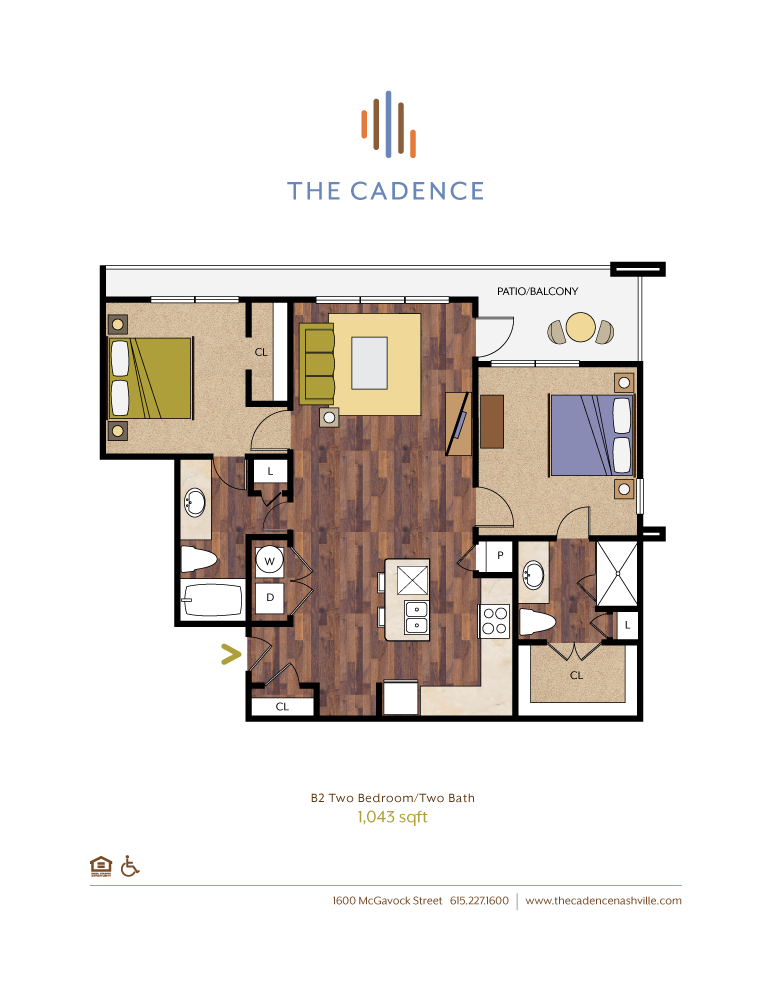 THE CADENCE
PATIO/BALCONY
CL
L
W
D
P
L
CL
CL
B2 Two Bedroom/Two Bath
1,043 sqft
1600 McGavock Street 615.227.1600 | www.thecadencenashville.com